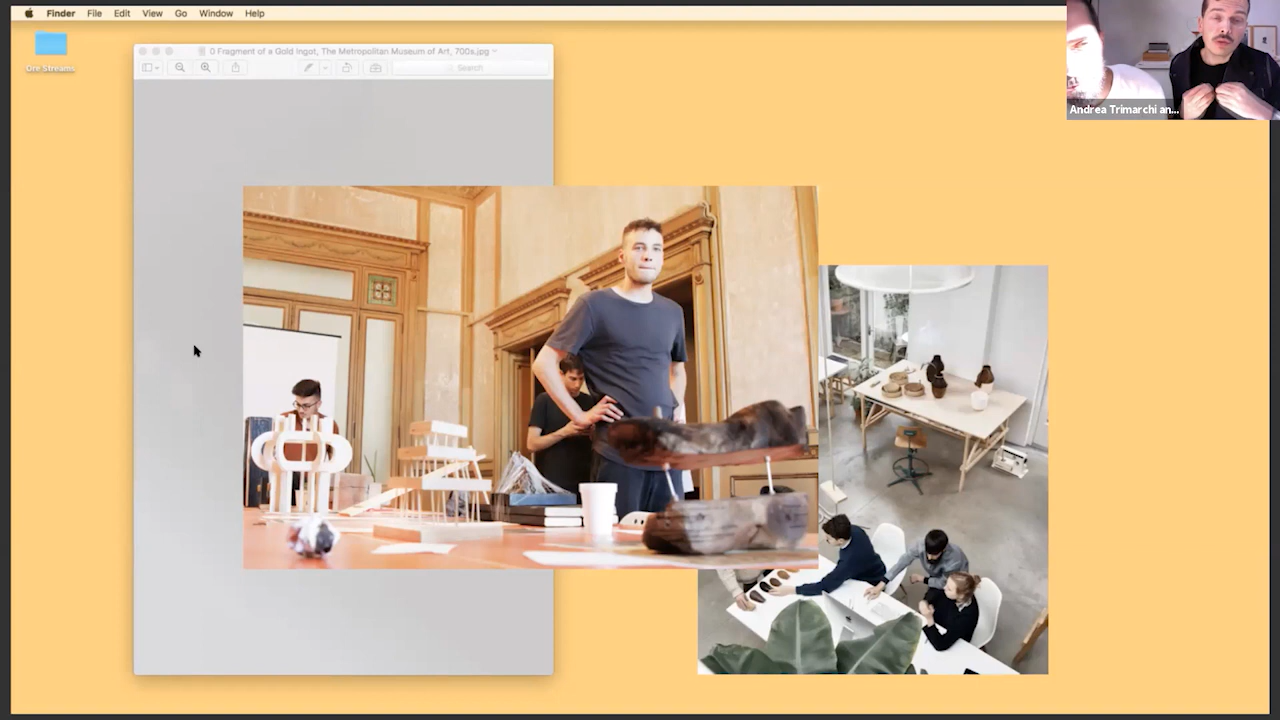 Finder File Edit View Go Window Help
Ore Streams
0 Fragment of a Gold Ingot, The Metropolitan Museum of Art, 700s.jpg
Search
Andrea Trimarchi an...